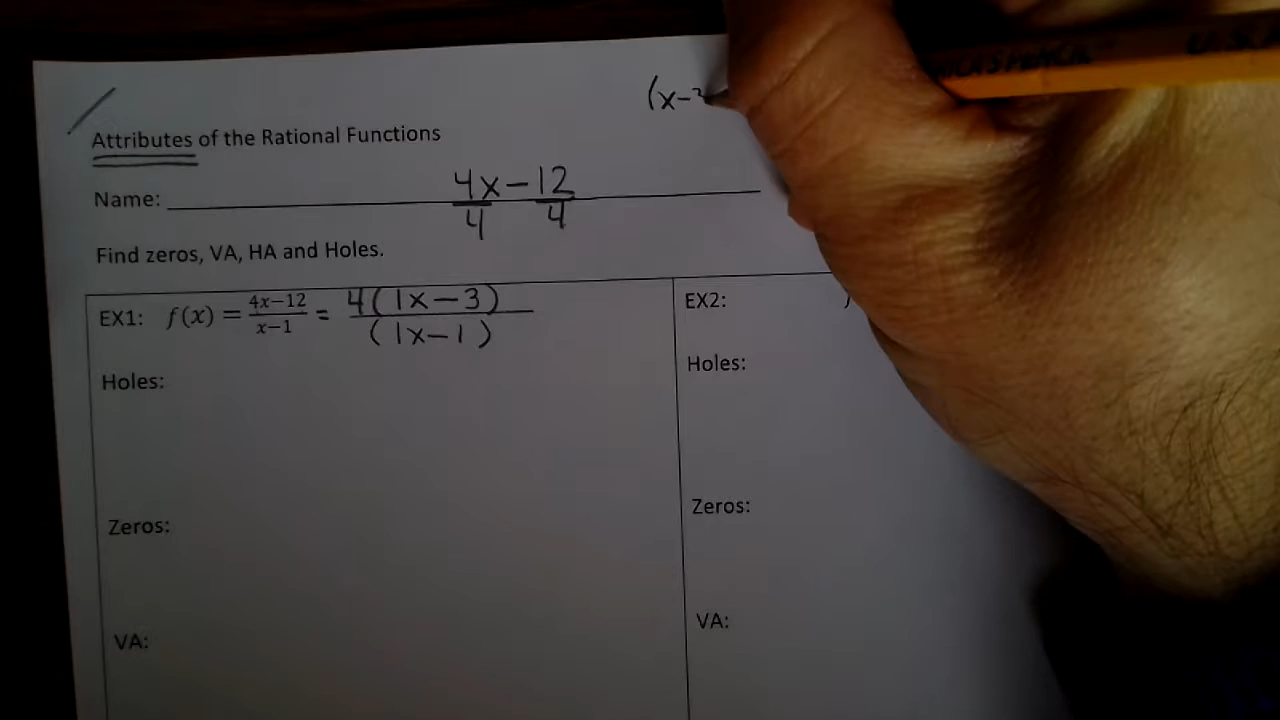 (x-
Attributes of the Rational Functions
4x - 12
4 4
Name:
Find zeros, VA, HA and Holes.
EX1: f(x) = 4x-12 / x-1 = 4(1x - 3) / (1x - 1)
EX2:
Holes:
Holes:
Zeros:
Zeros:
VA:
VA: